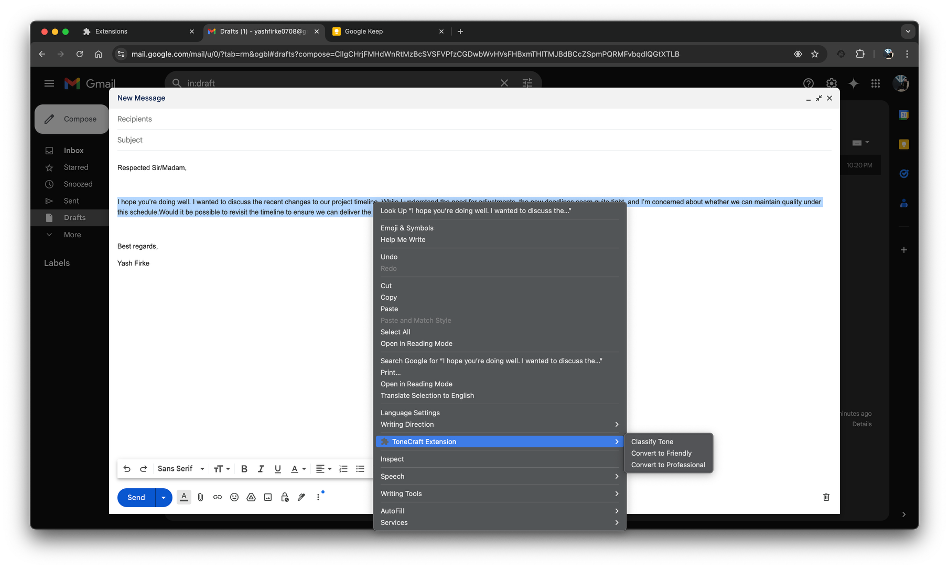 Extensions
Drafts (1) - yashfirke0708@g
Google Keep
mail.google.com/mail/u/0/?tab=rm&ogbl#drafts?compose=CllgCHrjFMHdWnRtMzBcSVSFVPfzCGDwbWvHVsFHBxmTHlTMJBdBCcZSpmPQRMFvbqdlQGtXTLB
Gmail
in:draft
Compose
Inbox
Starred
Snoozed
Sent
Drafts
More
Labels
New Message
Recipients
Subject
Respected Sir/Madam,
I hope you're doing well. I wanted to discuss the recent changes to our project timeline. While I understand the need for adjustments, the new deadlines seem quite tight, and I'm concerned about whether we can maintain quality under
this schedule.Would it be possible to revisit the timeline to ensure we can deliver the
Best regards,
Yash Firke
Look Up "I hope you're doing well. I wanted to discuss the..."
Emoji & Symbols
Help Me Write
Undo
Redo
Cut
Copy
Paste
Paste and Match Style
Select All
Open in Reading Mode
Search Google for "I hope you're doing well. I wanted to discuss the..."
Print...
Open in Reading Mode
Translate Selection to English
Language Settings
Writing Direction
ToneCraft Extension
Classify Tone
Convert to Friendly
Convert to Professional
Inspect
Speech
Writing Tools
AutoFill
Services
Sans Serif
Send
10:20 PM
minutes ago
Details